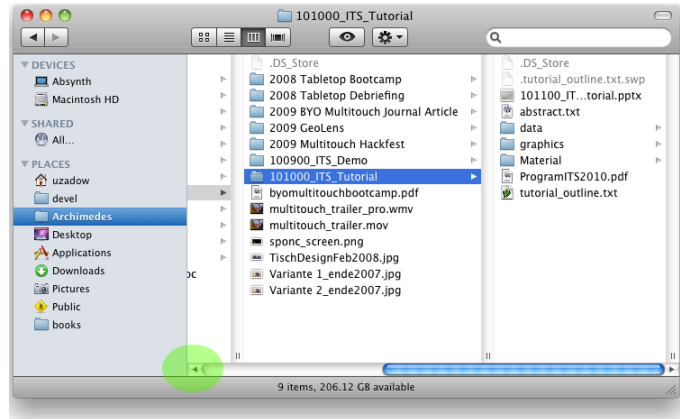 101000_ITS_Tutorial
DEVICES
Absynth
Macintosh HD
SHARED
All...
PLACES
uzadow
devel
Archimedes
Desktop
Applications
Downloads
Pictures
Public
books
oc
.DS_Store
2008 Tabletop Bootcamp
2008 Tabletop Debriefing
2009 BYO Multitouch Journal Article
2009 GeoLens
2009 Multitouch Hackfest
100900_ITS_Demo
101000_ITS_Tutorial
byomultitouchbootcamp.pdf
multitouch_trailer_pro.wmv
multitouch_trailer.mov
sponc_screen.png
TischDesignFeb2008.jpg
Variante 1_ende2007.jpg
Variante 2_ende2007.jpg
.DS_Store
.tutorial_outline.txt.swp
101100_IT...torial.pptx
abstract.txt
data
graphics
Material
ProgramITS2010.pdf
tutorial_outline.txt
9 items, 206.12 GB available